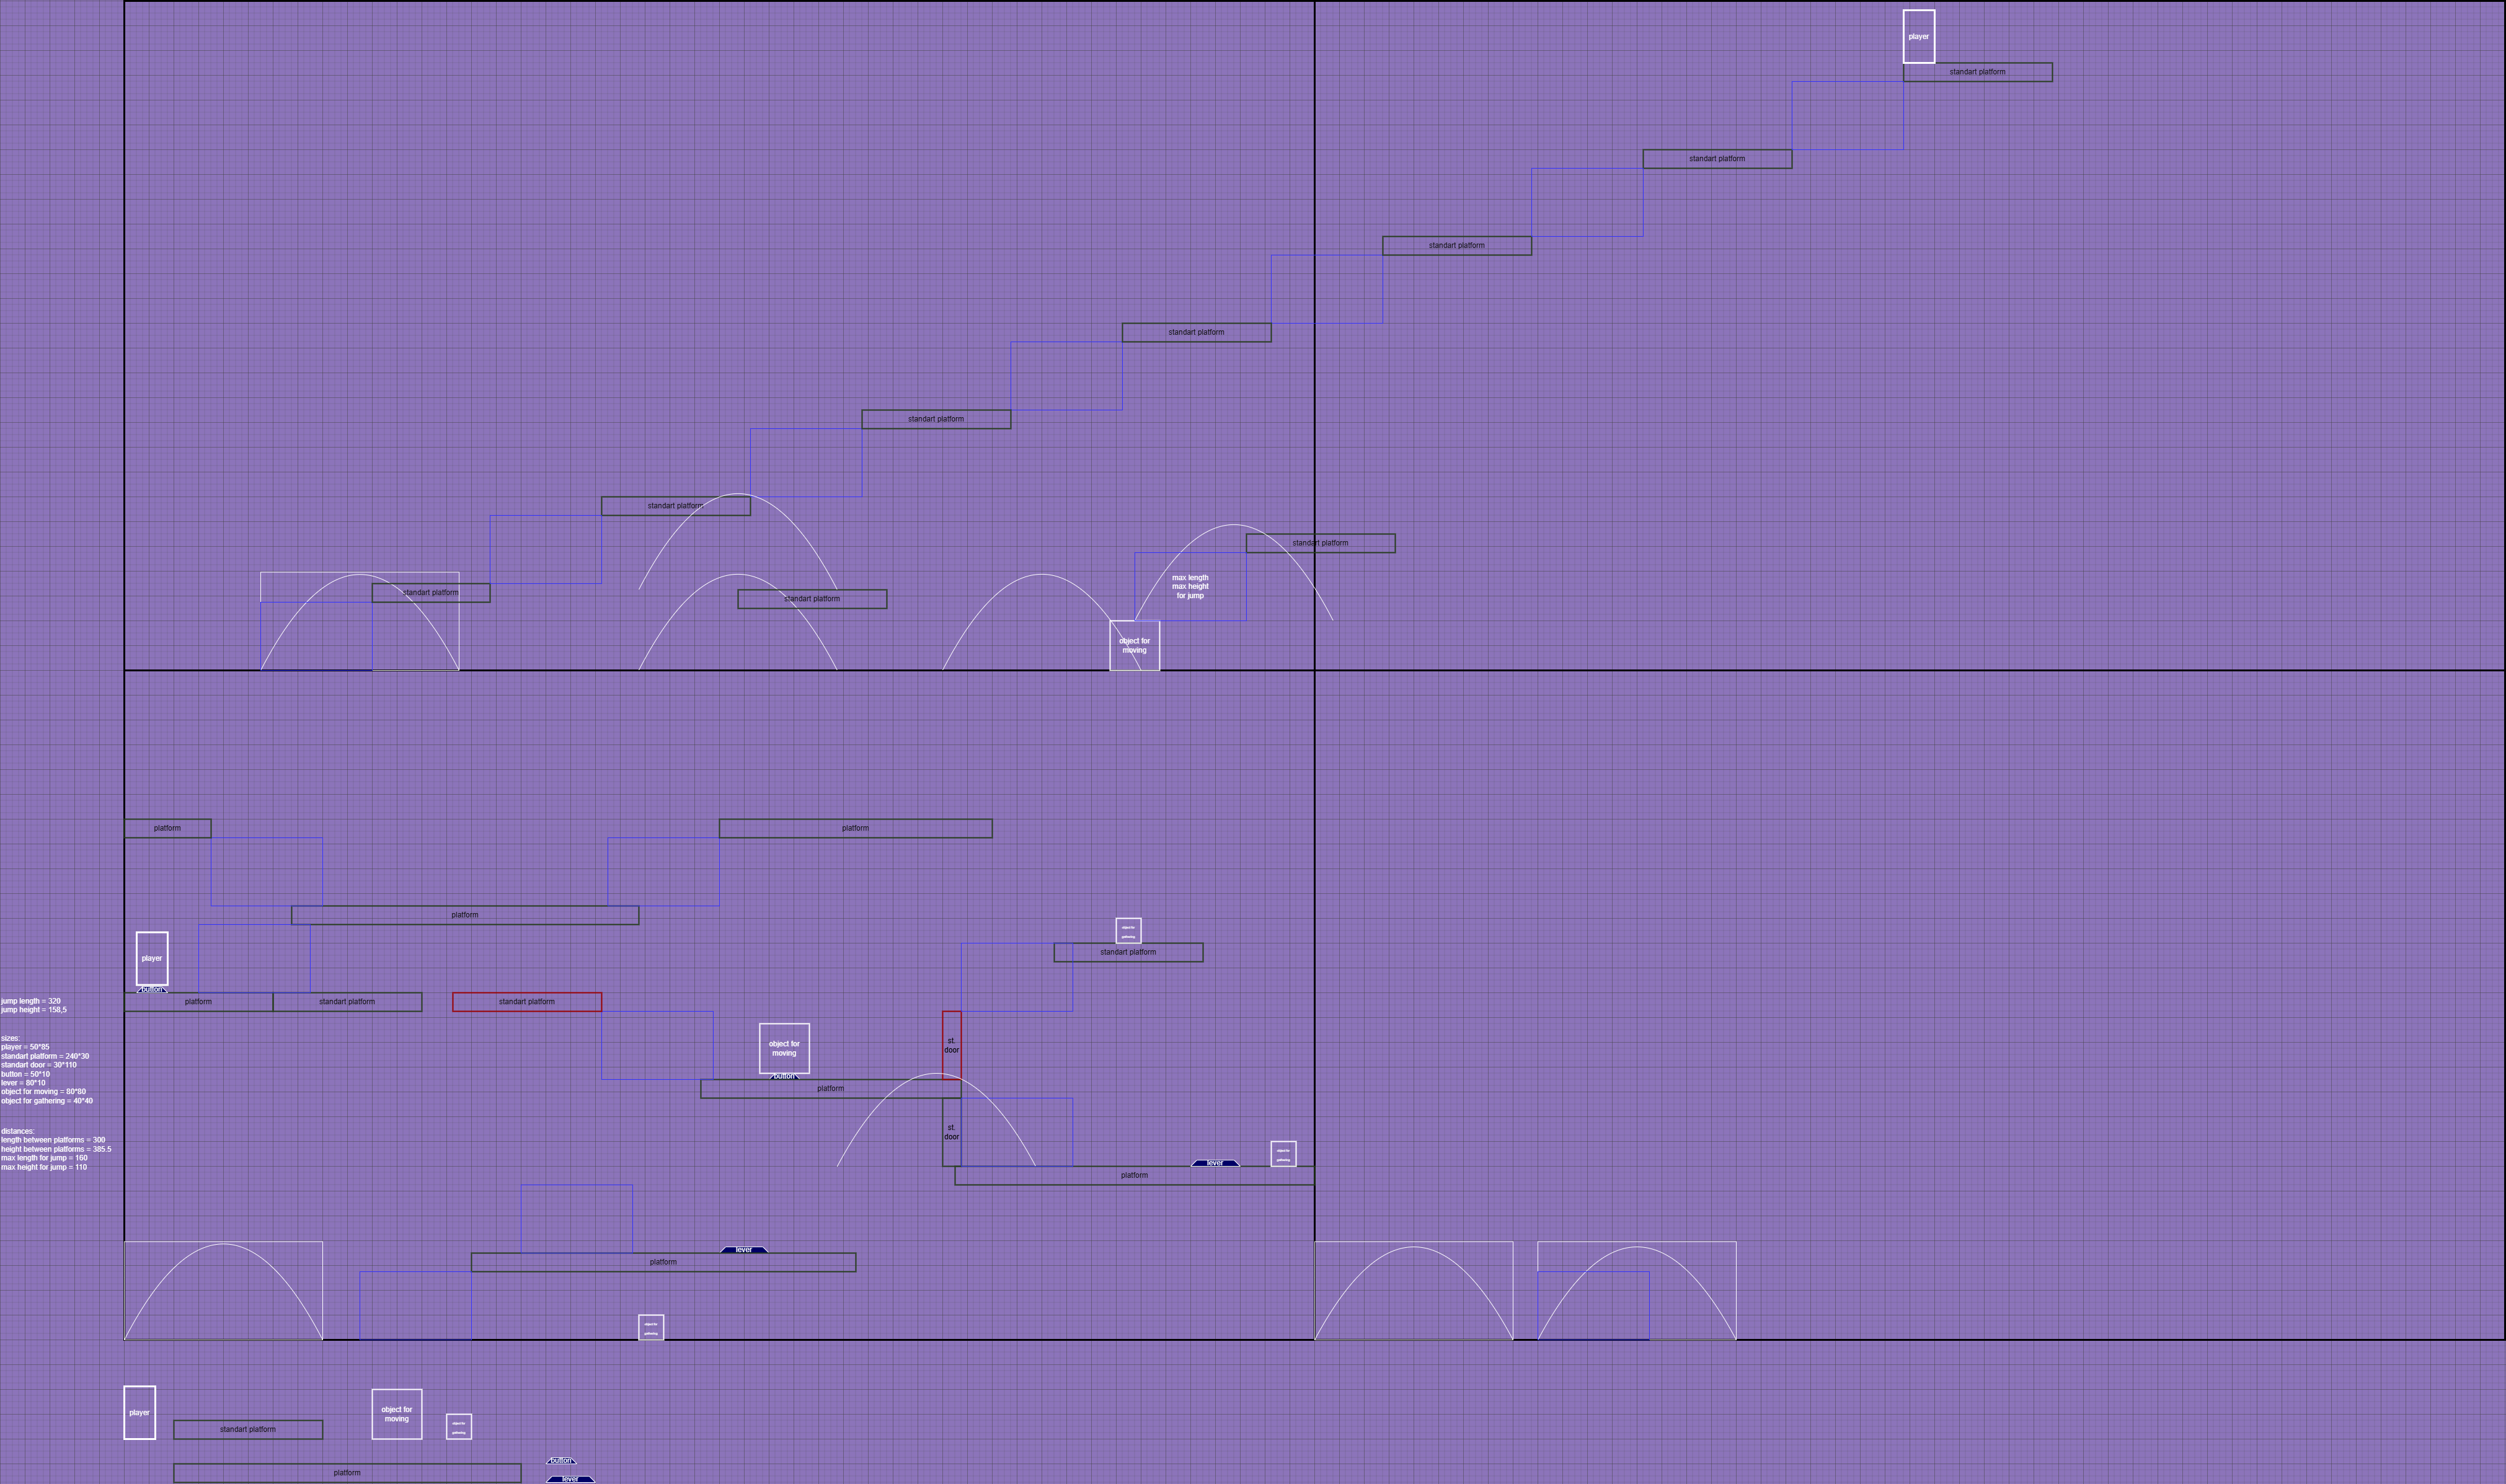 player
standart platform
standart platform
standart platform
standart platform
standart platform
standart platform
standart platform
max length
max height
for jump
standart platform
standart platform
object for
moving
platform
platform
platform
object for
gathering
standart platform
player
button
platform
standart platform
standart platform
jump length = 320
jump height = 158,5
sizes:
player = 50*85
standart platform = 240*30
standart door = 30*110
button = 50*10
lever = 80*10
object for moving = 80*80
object for gathering = 40*40
object for
moving
button
st.
door
platform
st.
door
distances:
length between platforms = 300
height between platforms = 385.5
max length for jump = 160
max height for jump = 110
object for
gathering
lever
platform
lever
platform
object for
gathering
player
standart platform
object for
moving
object for
gathering
button
platform
lever